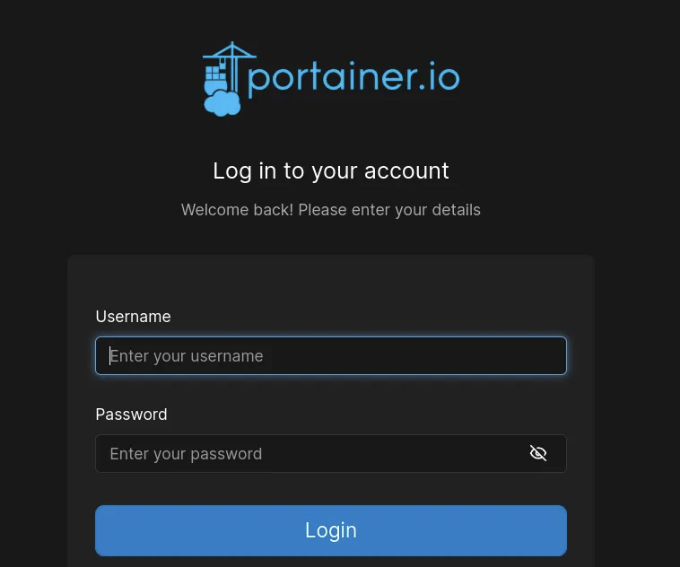 portainer.io
Log in to your account
Welcome back! Please enter your details
Username
Enter your username
Password
Enter your password
Login